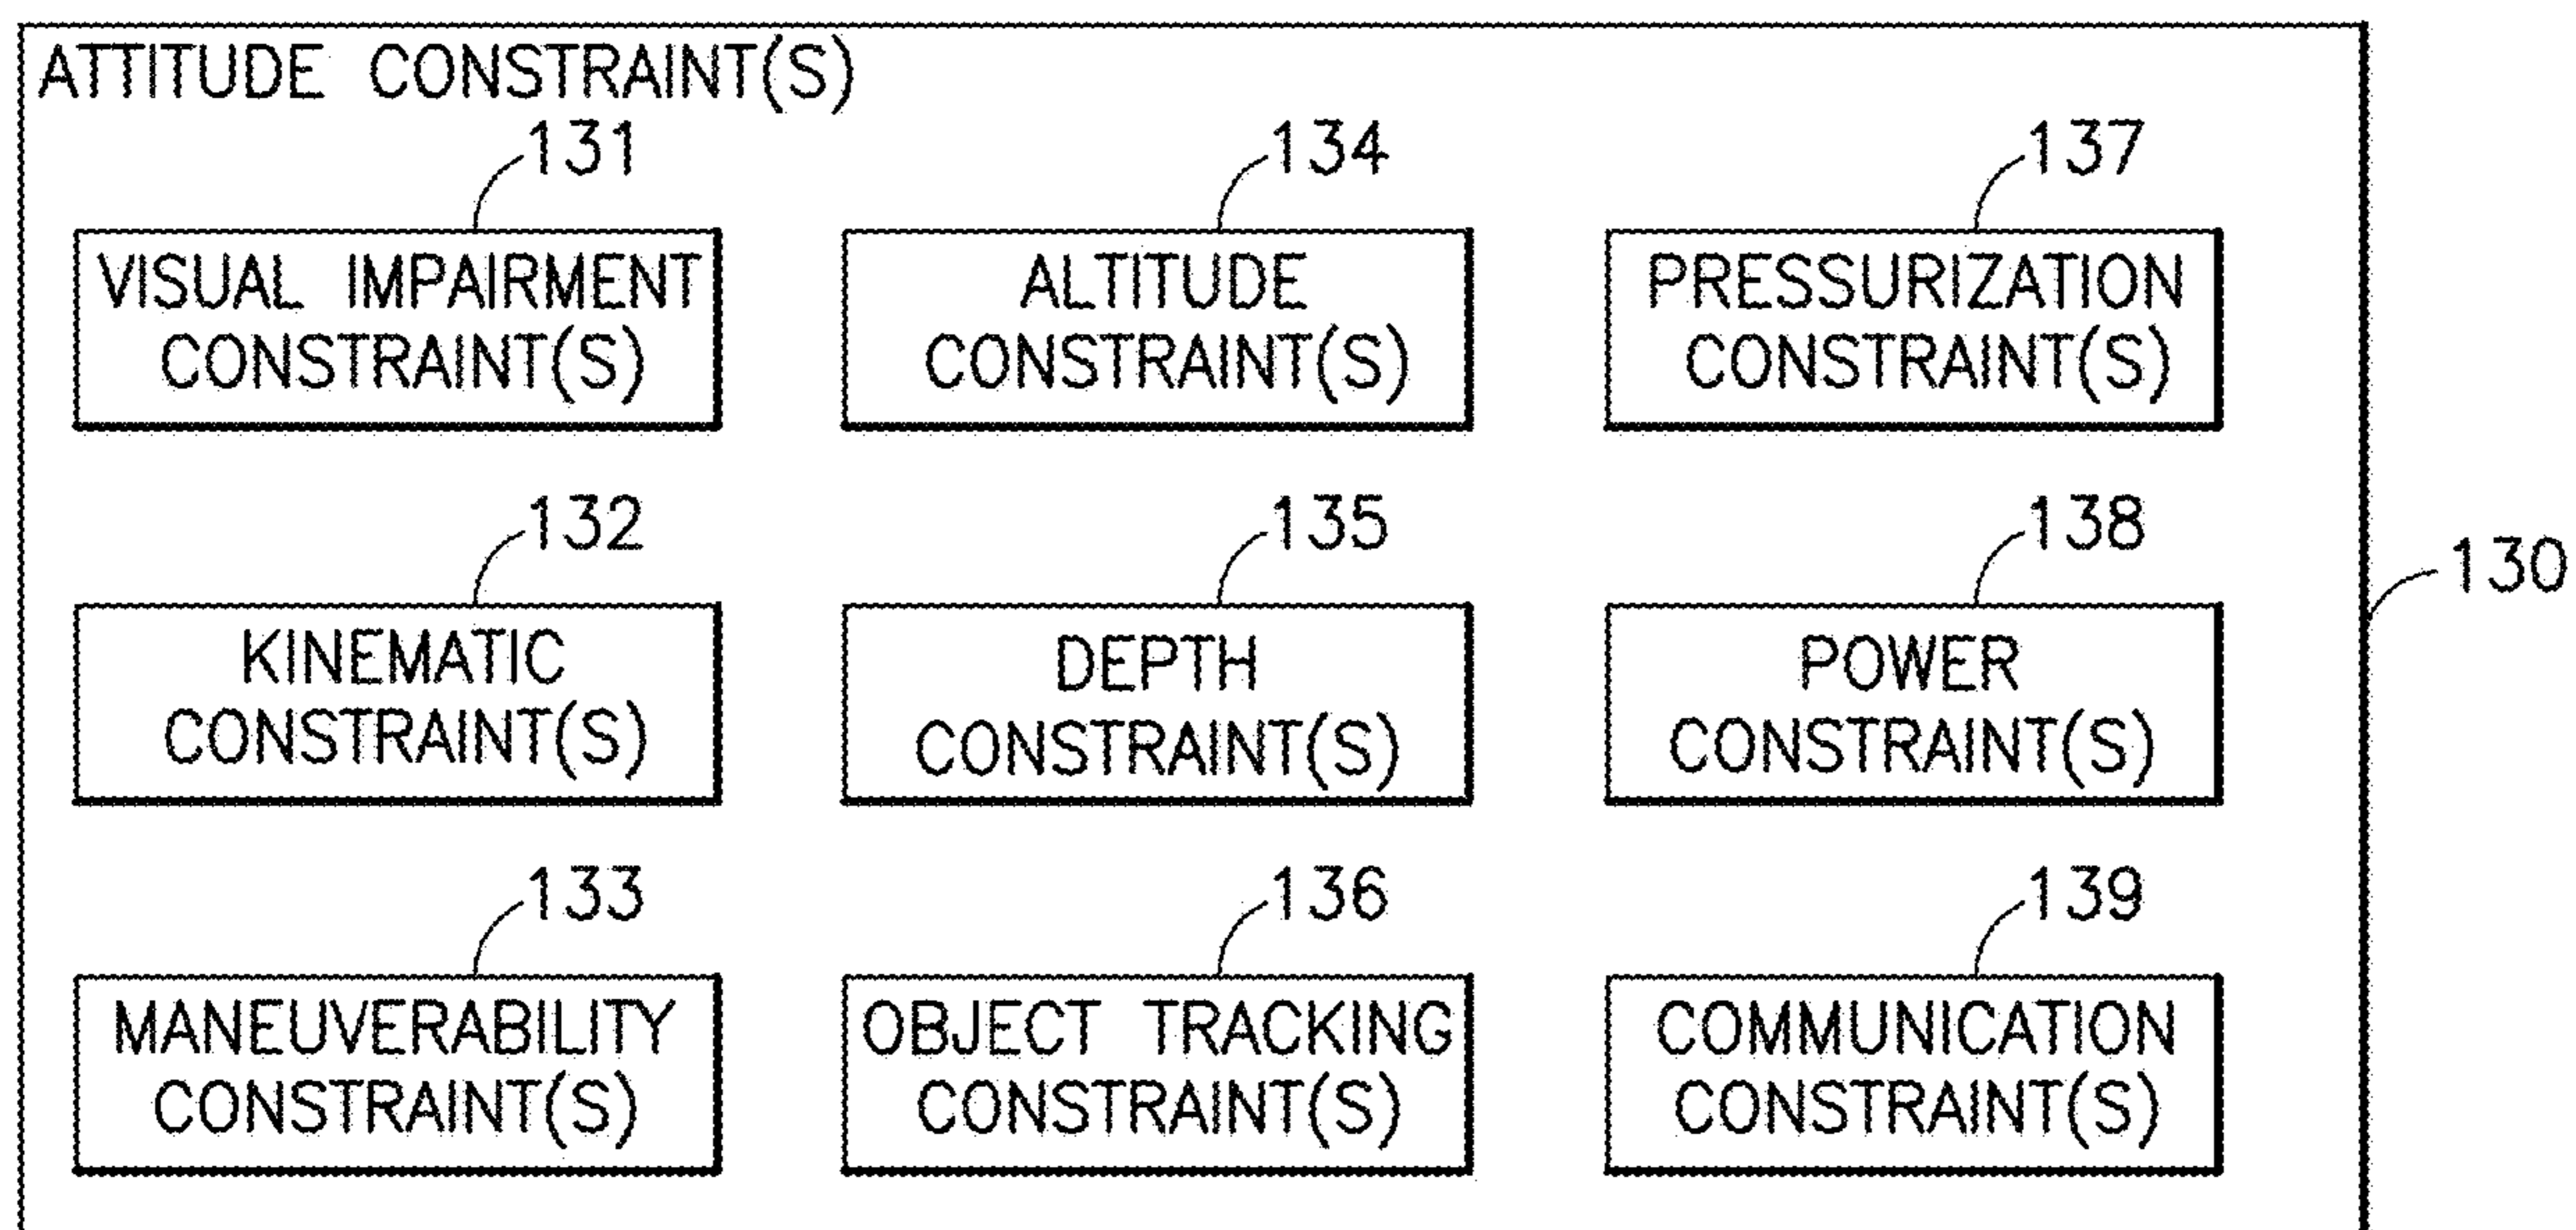 ATTITUDE CONSTRAINT(S)
131
134
137
VISUAL IMPAIRMENT
CONSTRAINT(S)
ALTITUDE
CONSTRAINT(S)
PRESSURIZATION
CONSTRAINT(S)
132
135
138
130
KINEMATIC
CONSTRAINT(S)
DEPTH
CONSTRAINT(S)
POWER
CONSTRAINT(S)
133
136
139
MANEUVERABILITY
CONSTRAINT(S)
OBJECT TRACKING
CONSTRAINT(S)
COMMUNICATION
CONSTRAINT(S)